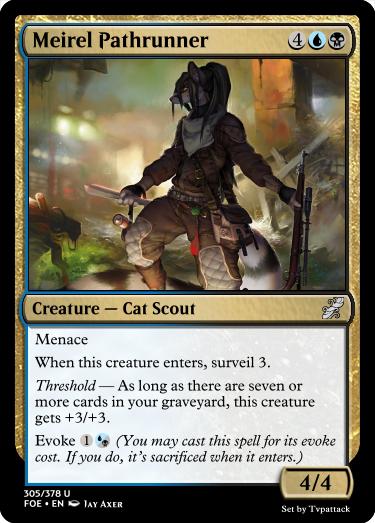 Meirel Pathrunner 4
Creature — Cat Scout
Menace
When this creature enters, surveil 3.
Threshold — As long as there are seven or
more cards in your graveyard, this creature
gets +3/+3.
Evoke 1 (You may cast this spell for its evoke
cost. If you do, it's sacrificed when it enters.)
4/4
305/378 U
FOE • EN Jay Axer
Set by Tvpattack